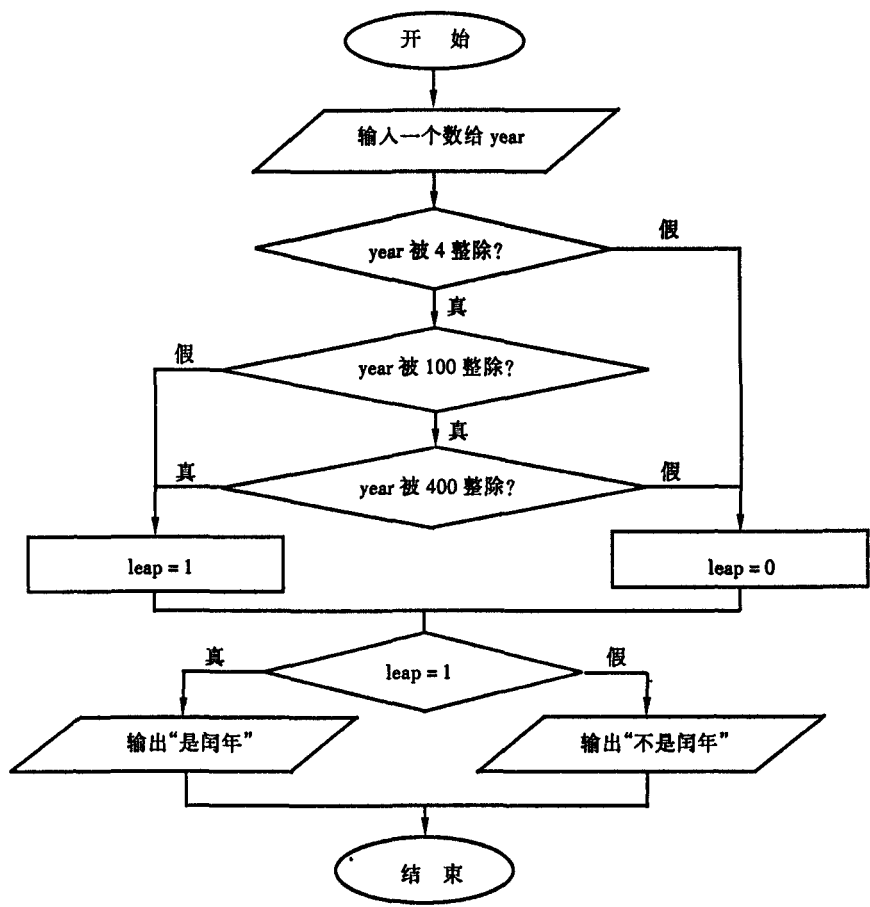 开 始
输入一个数给 year
year 被 4 整除?
假
真
year 被 100 整除?
假
真
year 被 400 整除?
真
假
leap = 1
leap = 0
leap = 1
真
假
输出“是闰年”
输出“不是闰年”
结 束